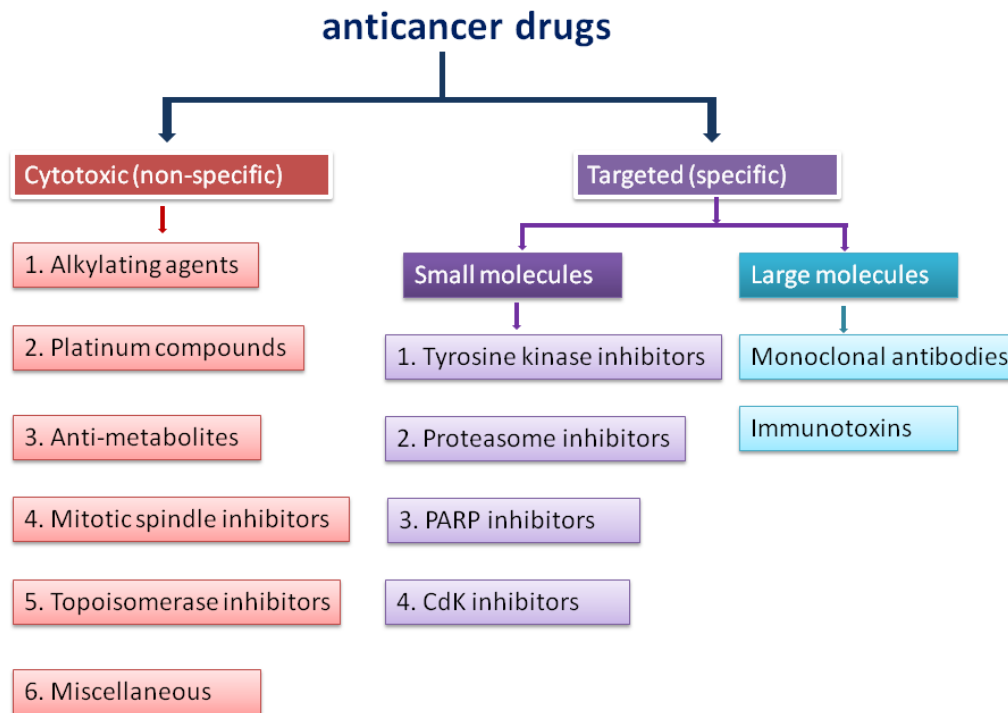 anticancer drugs
Cytotoxic (non-specific)
1. Alkylating agents
2. Platinum compounds
3. Anti-metabolites
4. Mitotic spindle inhibitors
5. Topoisomerase inhibitors
6. Miscellaneous
Targeted (specific)
Small molecules
1. Tyrosine kinase inhibitors
2. Proteasome inhibitors
3. PARP inhibitors
4. CdK inhibitors
Large molecules
Monoclonal antibodies
Immunotoxins